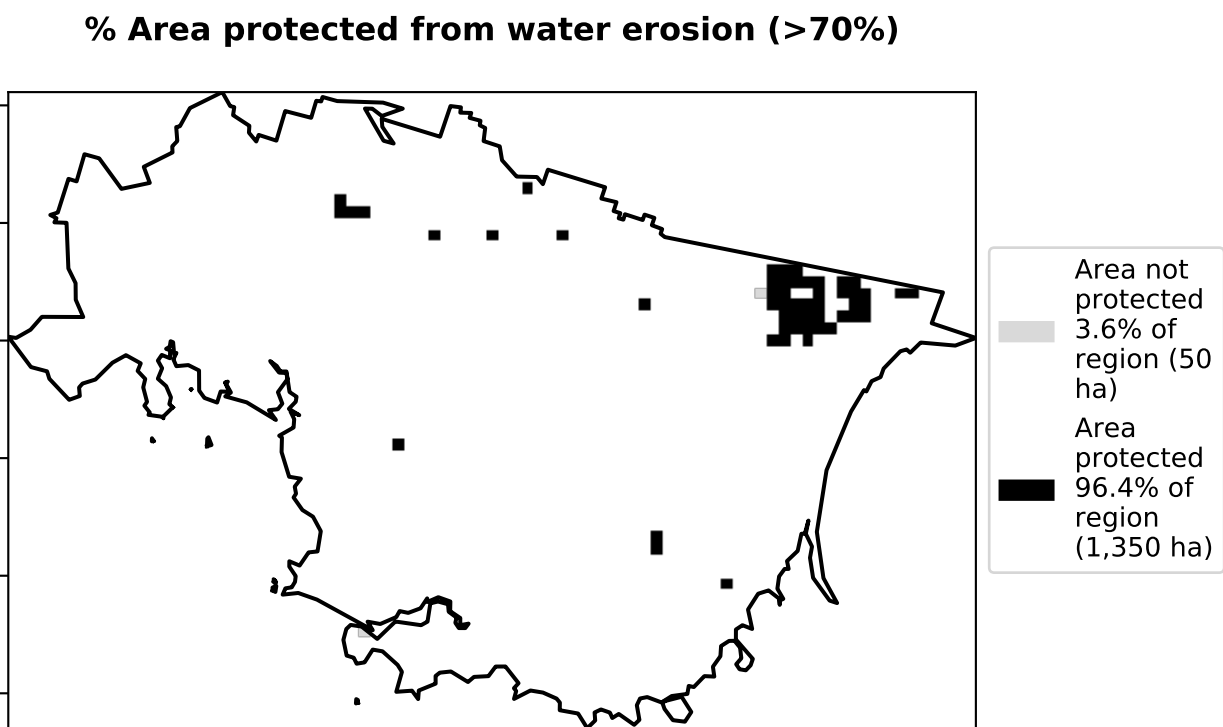 % Area protected from water erosion (>70%)
Area not
protected
3.6% of
region (50
ha)
Area
protected
96.4% of
region
(1,350 ha)